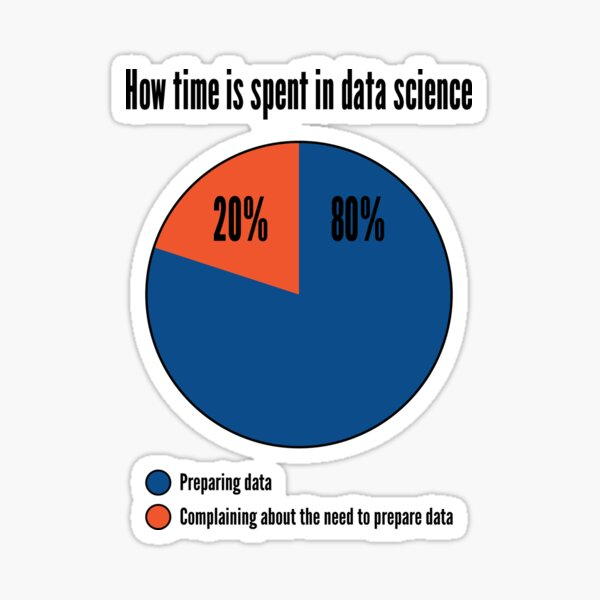 How time is spent in data science
20%
80%
Preparing data
Complaining about the need to prepare data